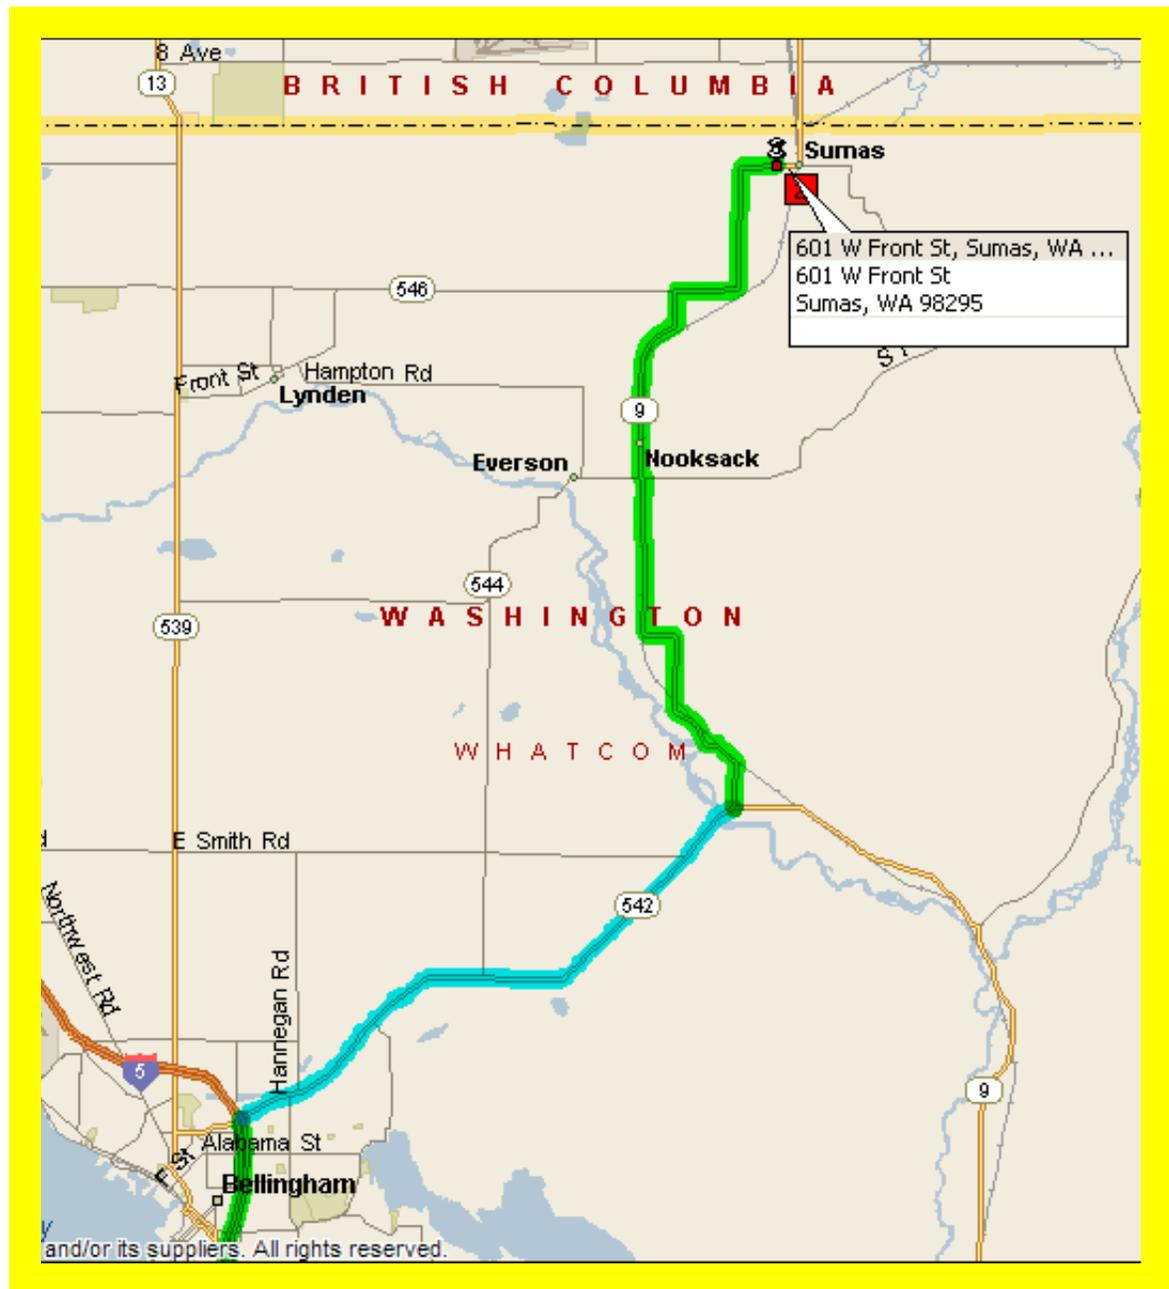 8 Ave
13
BRITISH COLUMBIA
Sumas
2
601 W Front St, Sumas, WA ...
601 W Front St
Sumas, WA 98295
546
Front St
Hampton Rd
Lynden
9
Everson
Nooksack
544
WASHINGTON
539
WHATCOM
E Smith Rd
542
Northwest Rd
Hannegan Rd
5
9
Alabama St
F St
Bellingham
and/or its suppliers. All rights reserved.